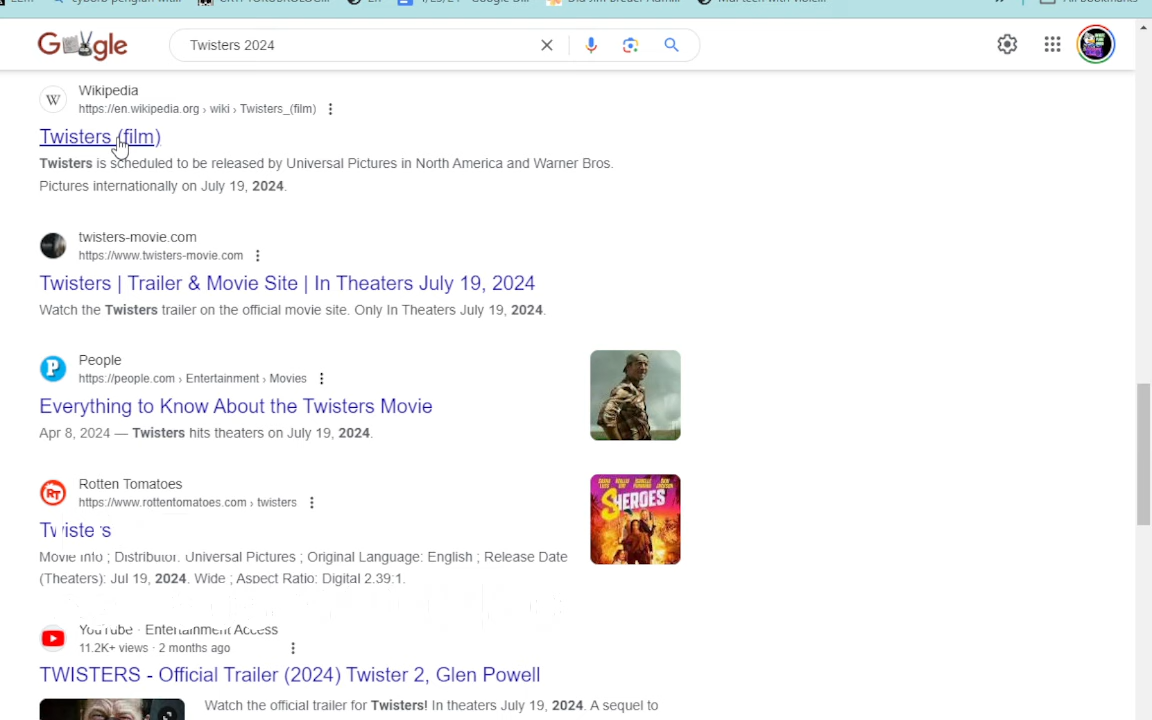 Google
Twisters 2024
Wikipedia
https://en.wikipedia.org › wiki › Twisters_(film)
Twisters (film)
Twisters is scheduled to be released by Universal Pictures in North America and Warner Bros.
Pictures internationally on July 19, 2024.
twisters-movie.com
https://www.twisters-movie.com
Twisters | Trailer & Movie Site | In Theaters July 19, 2024
Watch the Twisters trailer on the official movie site. Only In Theaters July 19, 2024.
People
https://people.com › Entertainment › Movies
Everything to Know About the Twisters Movie
Apr 8, 2024 — Twisters hits theaters on July 19, 2024.
Rotten Tomatoes
https://www.rottentomatoes.com › twisters
SHEROES
Twisters
Movie Info ; Distributor. Universal Pictures ; Original Language: English ; Release Date
(Theaters): Jul 19, 2024. Wide ; Aspect Ratio: Digital 2.39:1.
YouTube · Entertainment Access
11.2K+ views · 2 months ago
TWISTERS - Official Trailer (2024) Twister 2, Glen Powell
Watch the official trailer for Twisters! In theaters July 19, 2024. A sequel to